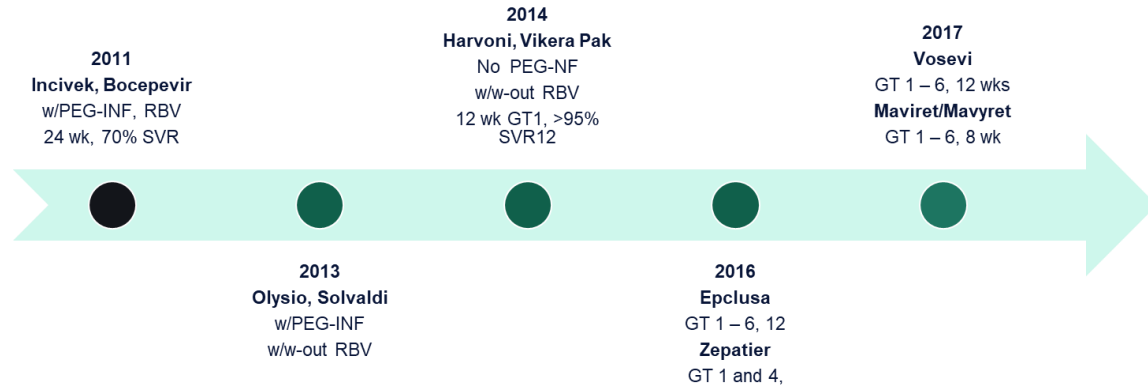 2011
Incivek, Bocepevir
w/PEG-INF, RBV
24 wk, 70% SVR
2013
Olysio, Solvaldi
w/PEG-INF
w/w-out RBV
2014
Harvoni, Vikera Pak
No PEG-NF
w/w-out RBV
12 wk GT1, >95%
SVR12
2016
Epclusa
GT 1 – 6, 12
Zepatier
GT 1 and 4,
2017
Vosevi
GT 1 – 6, 12 wks
Maviret/Mavyret
GT 1 – 6, 8 wk